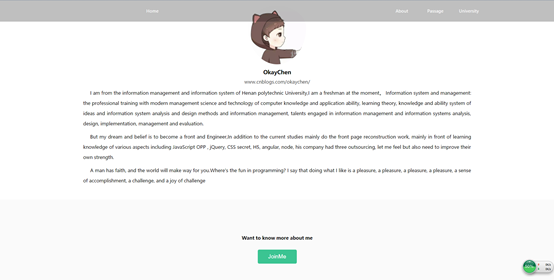 Home About Passage University
OkayChen
www.cnblogs.com/okaychen/
I am from the information management and information system of Henan polytechnic University,I am a freshman at the moment。 Information system and management:
the professional training with modern management science and technology of computer knowledge and application ability, learning theory, knowledge and ability system of
ideas and information system analysis and design methods and information management, talents engaged in information management and information systems analysis,
design, implementation, management and evaluation.
But my dream and belief is to become a front end Engineer.In addition to the current studies mainly do the front page reconstruction work, mainly in front of learning
knowledge of various aspects including JavaScript OPP , jQuery, CSS secret, H5, angular, node, his company had three outsourcing, let me feel but also need to improve their
own strength.
A man has faith, and the world will make way for you.Where's the fun in programming? I say that doing what I like is a pleasure, a pleasure, a pleasure, a pleasure, a sense
of accomplishment, a challenge, and a joy of challenge
Want to know more about me
JoinMe